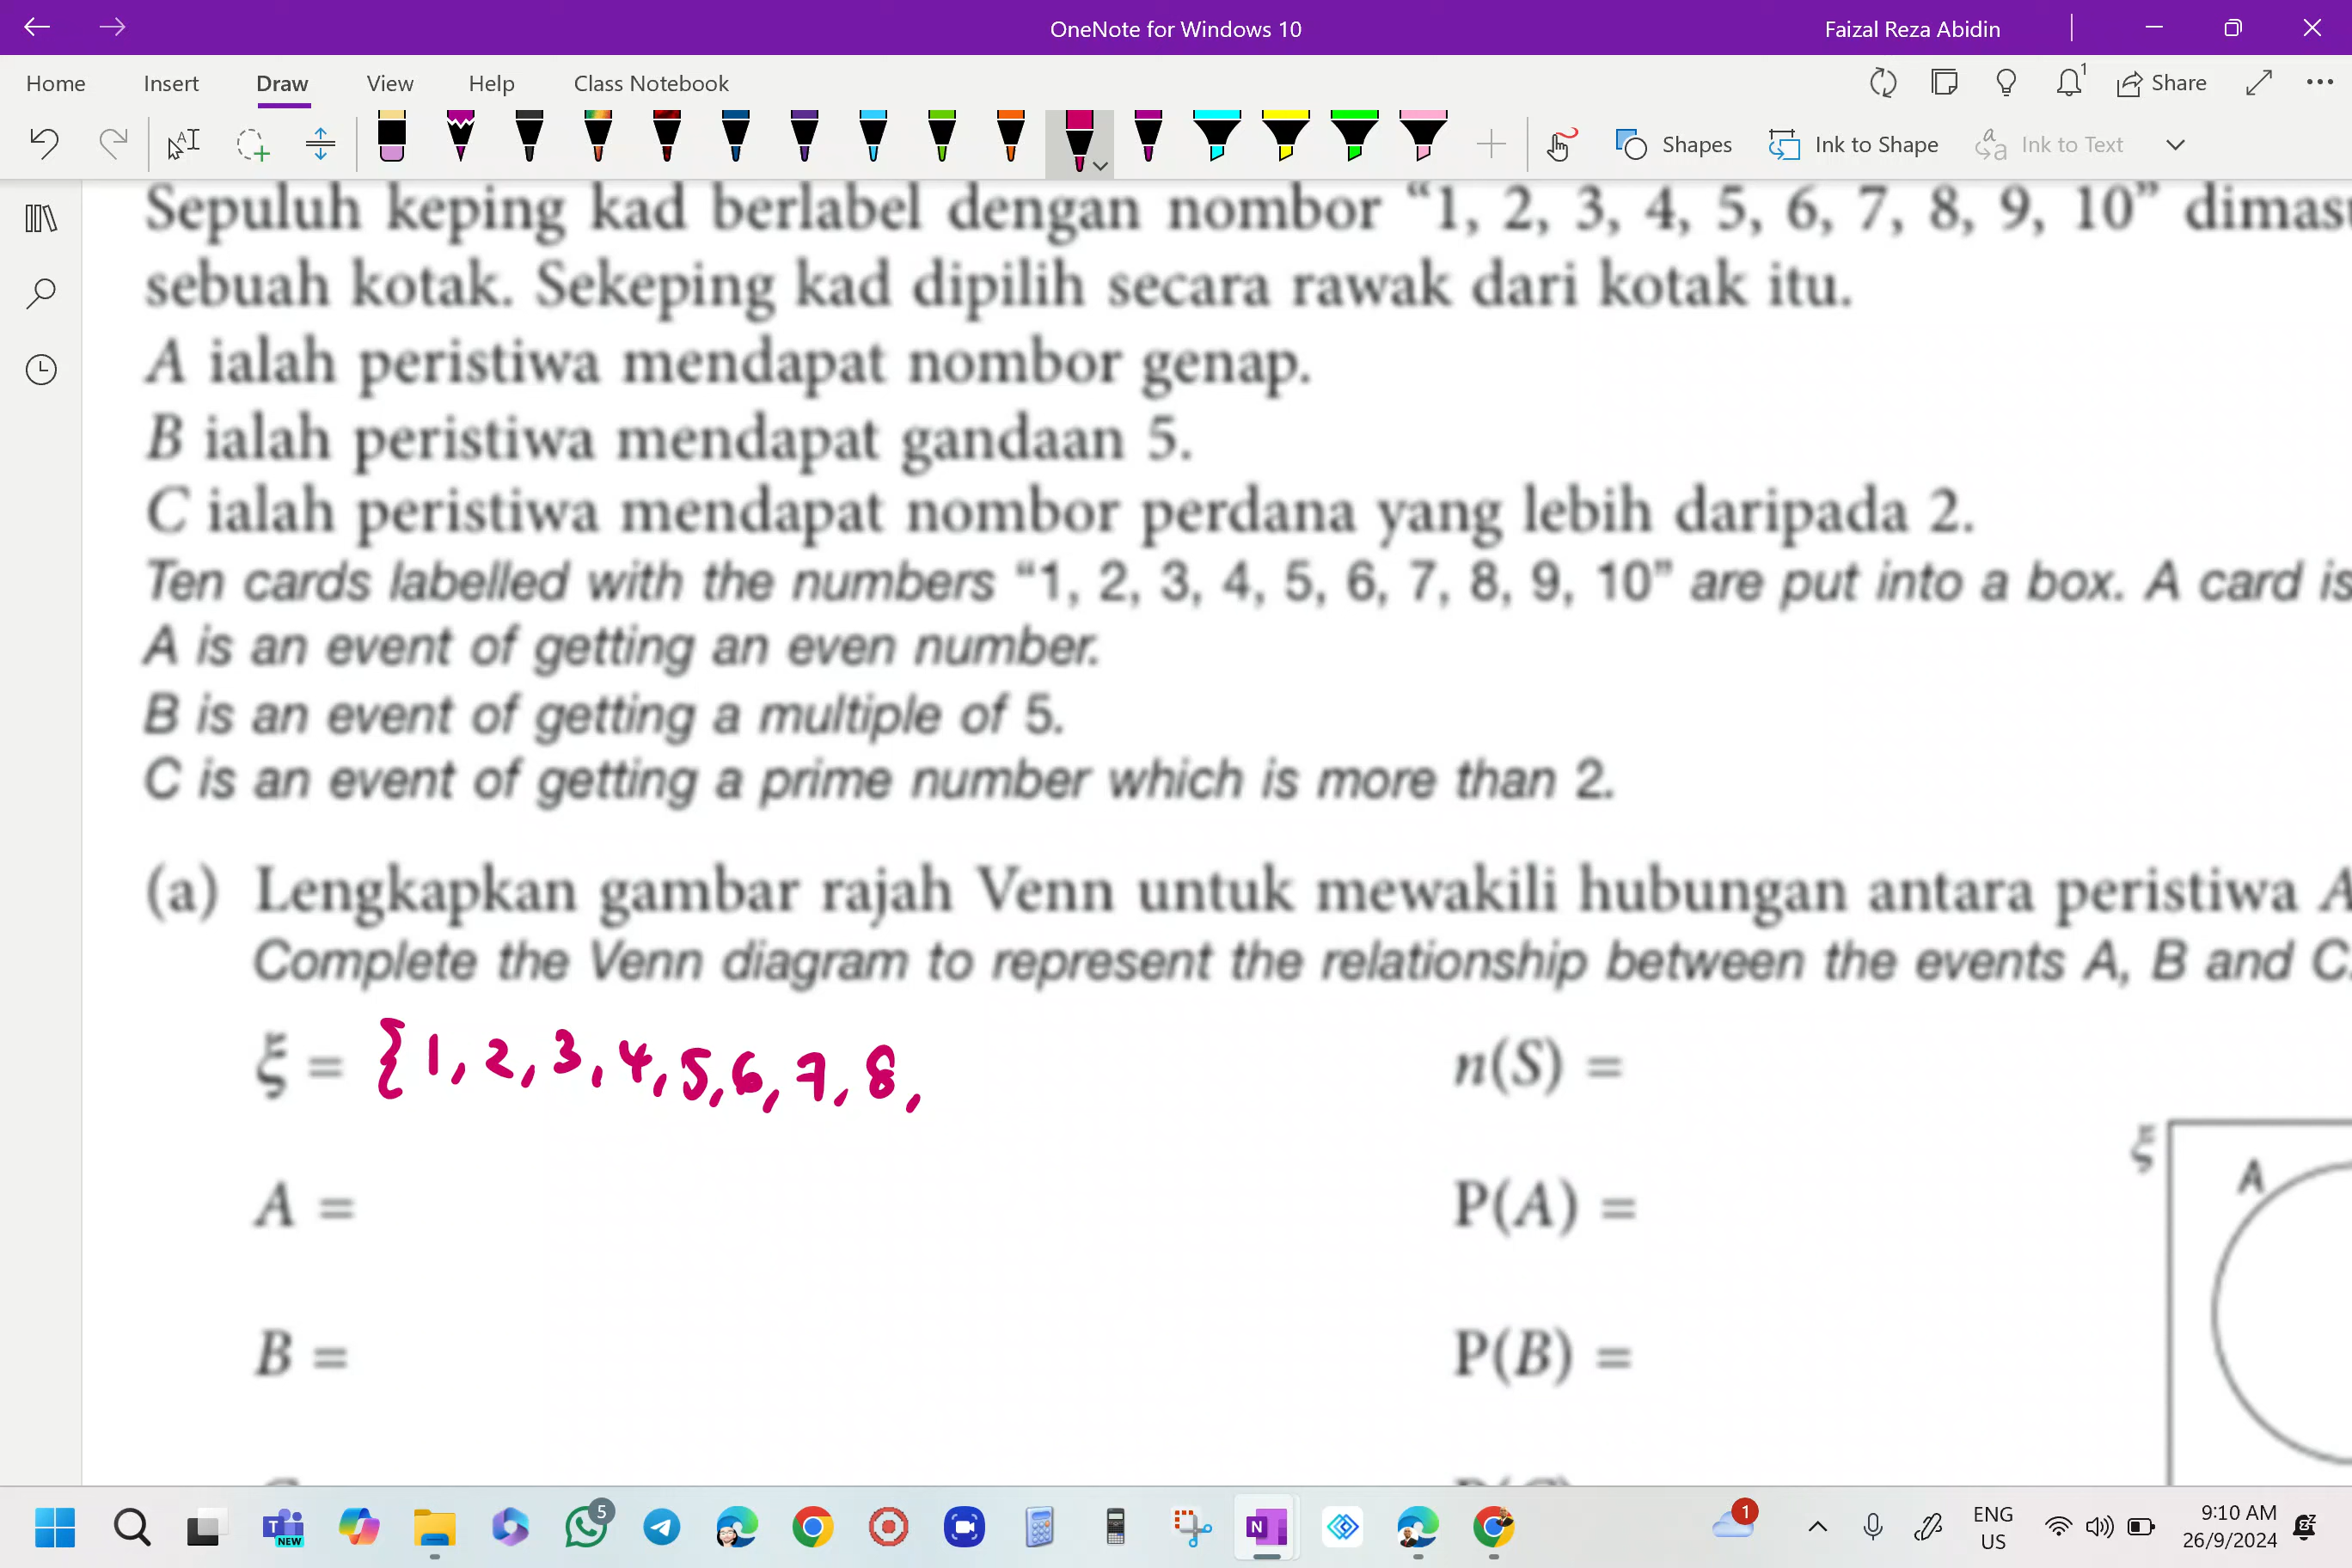 OneNote for Windows 10
Faizal Reza Abidin
Home Insert Draw View Help Class Notebook
1
Share
Shapes Ink to Shape Ink to Text
Sepuluh keping kad berlabel dengan nombor “1, 2, 3, 4, 5, 6, 7, 8, 9, 10”
sebuah kotak. Sekeping kad dipilih secara rawak dari kotak itu.
A ialah peristiwa mendapat nombor genap.
B ialah peristiwa mendapat gandaan 5.
C ialah peristiwa mendapat nombor perdana yang lebih daripada 2.
Ten cards labelled with the numbers “1, 2, 3, 4, 5, 6, 7, 8, 9, 10” are put into a box. A card is
A is an event of getting an even number.
B is an event of getting a multiple of 5.
C is an event of getting a prime number which is more than 2.
(a) Lengkapkan gambar rajah Venn untuk mewakili hubungan antara peristiwa A
Complete the Venn diagram to represent the relationship between the events A, B and C.
ξ = { 1, 2, 3, 4, 5, 6, 7, 8,
n(S) =
ξ
A
A =
P(A) =
B =
P(B) =
NEW
5
1
ENG
US
9:10 AM
26/9/2024